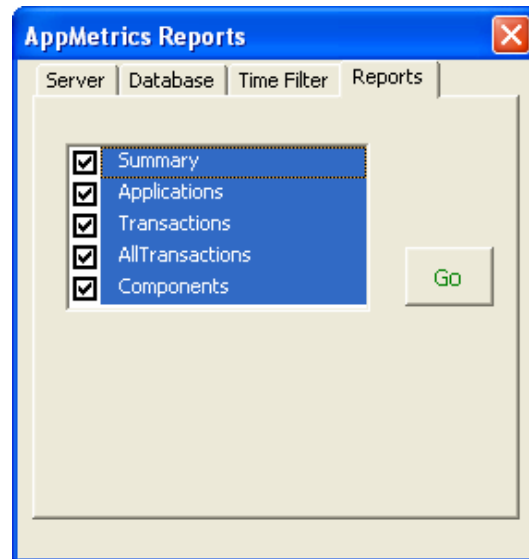 AppMetrics Reports
Server Database Time Filter Reports
Summary
Applications
Transactions
AllTransactions
Components
Go